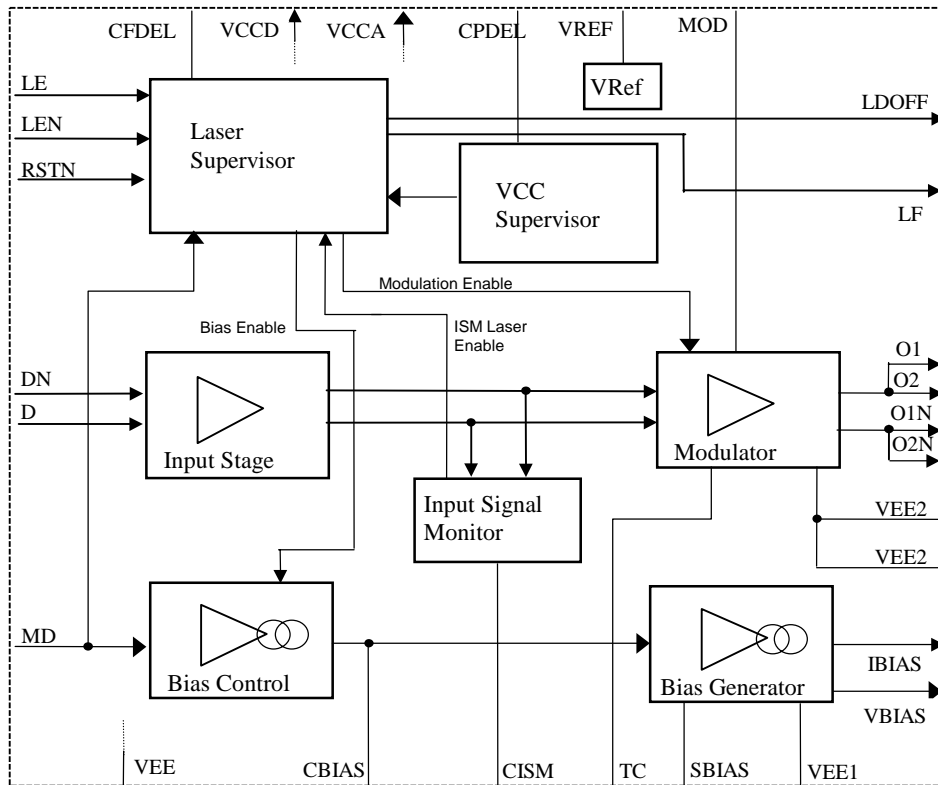 CFDEL
VCCD
VCCA
CPDEL
VREF
MOD
LE
LEN
RSTN
Laser
Supervisor
VRef
LDOFF
VCC
Supervisor
LF
Modulation Enable
Bias Enable
ISM Laser
Enable
DN
D
Input Stage
Modulator
O1
O2
O1N
O2N
Input Signal
Monitor
VEE2
VEE2
MD
Bias Control
Bias Generator
IBIAS
VBIAS
VEE
CBIAS
CISM
TC
SBIAS
VEE1